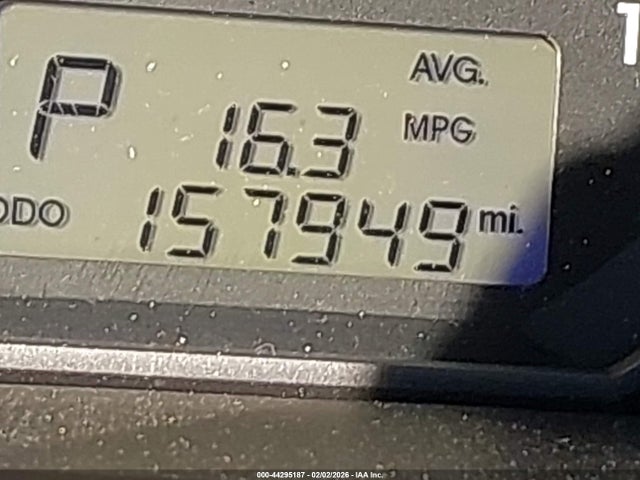 P
AVG.
16.3 MPG
ODO 157949 mi.
000-44295187 - 02/02/2026 - IAA Inc.